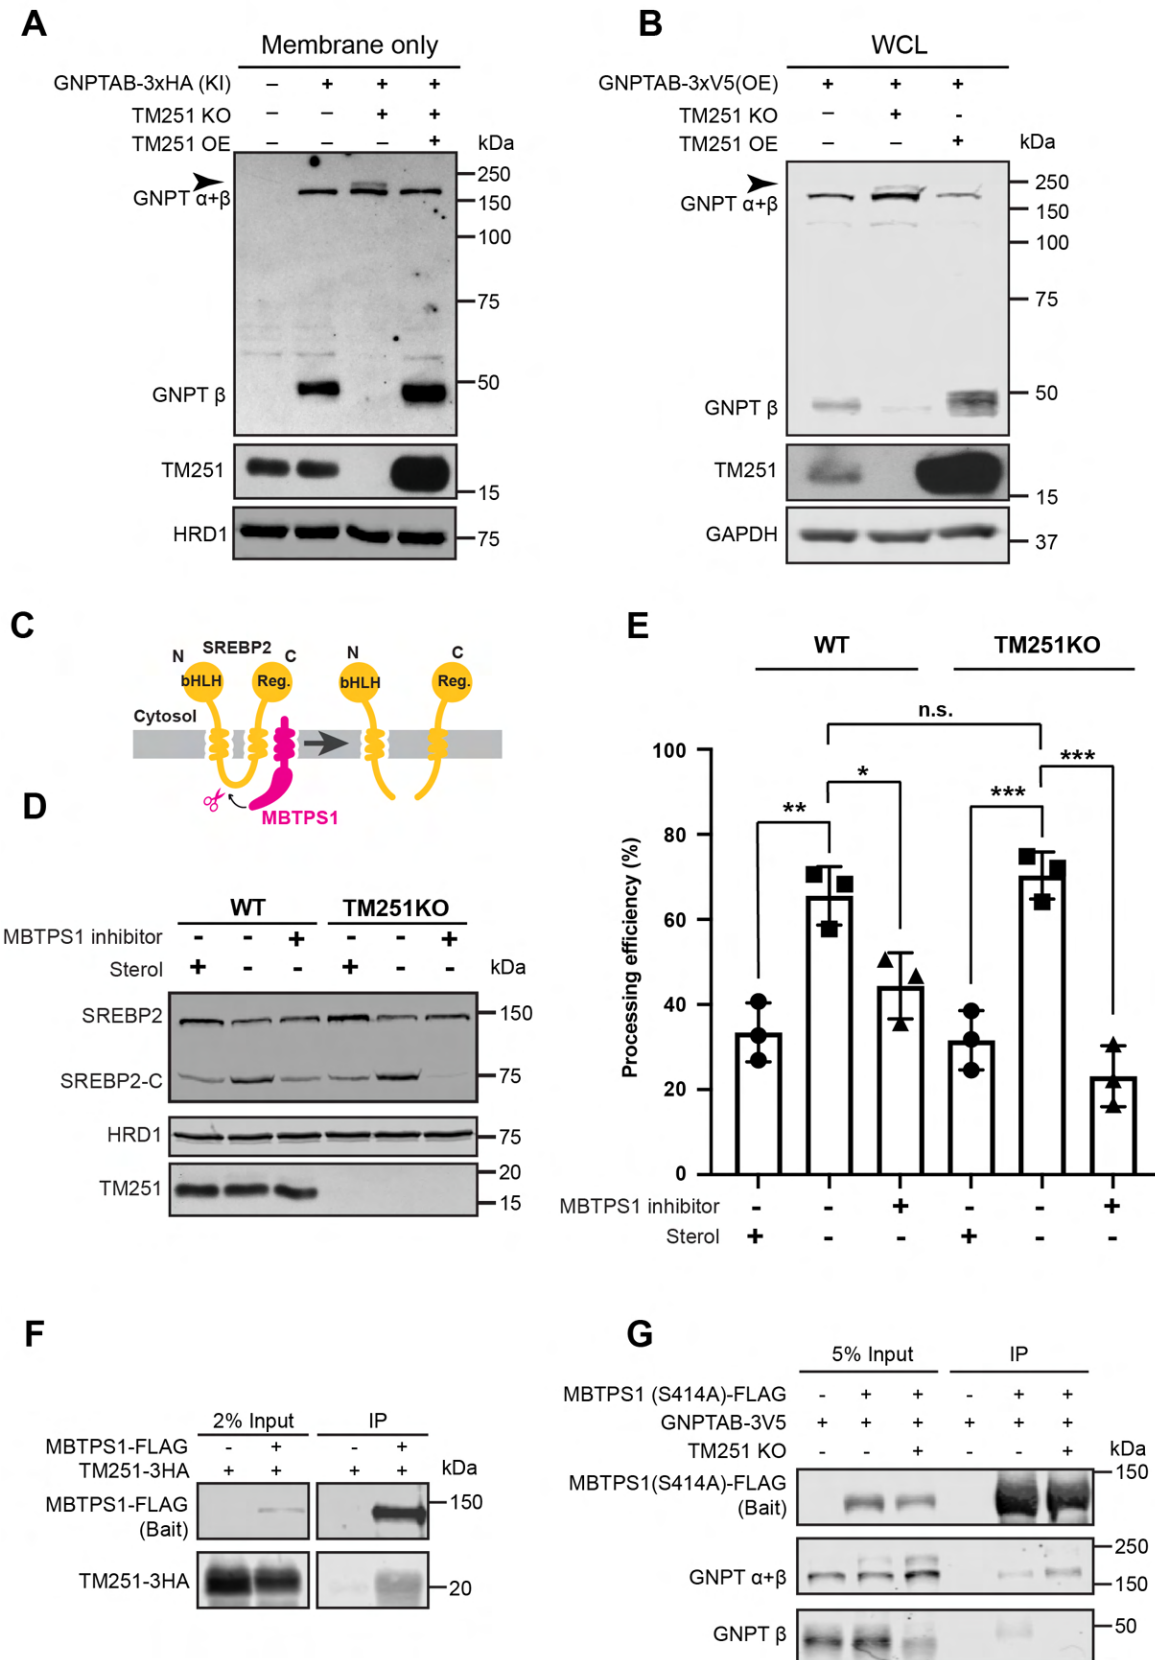 A
Membrane only
GNPTAB-3xHA (KI) – + + +
TM251 KO – – + +
TM251 OE – – – +
kDa
GNPT α+β
250
150
100
75
GNPT β
50
TM251
15
HRD1
75
B
WCL
GNPTAB-3xV5(OE) + + +
TM251 KO – + -
TM251 OE – – +
kDa
GNPT α+β
250
150
100
75
GNPT β
50
TM251
15
GAPDH
37
C
SREBP2
N C N C
bHLH Reg. bHLH Reg.
Cytosol
MBTPS1
D
WT TM251KO
MBTPS1 inhibitor - - + - - +
Sterol + - - + - -
kDa
SREBP2
150
SREBP2-C
75
HRD1
75
TM251
20
15
E
WT TM251KO
n.s.
** * *** ***
Processing efficiency (%)
100
80
60
40
20
0
MBTPS1 inhibitor - - + - - +
Sterol + - - + - -
F
2% Input IP
MBTPS1-FLAG - + - +
TM251-3HA + + + +
kDa
MBTPS1-FLAG
(Bait)
150
TM251-3HA
20
G
5% Input IP
MBTPS1 (S414A)-FLAG - + + - + +
GNPTAB-3V5 + + + + + +
TM251 KO - - + - - +
kDa
MBTPS1(S414A)-FLAG
(Bait)
150
GNPT α+β
250
150
GNPT β
50